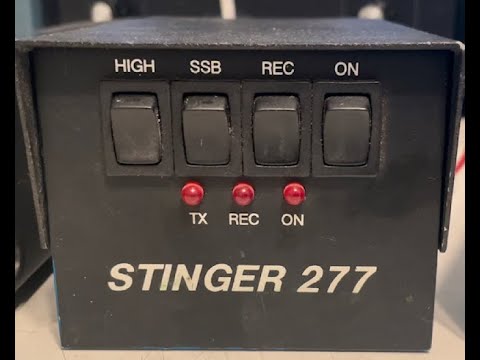 HIGH SSB REC ON
TX REC ON
STINGER 277